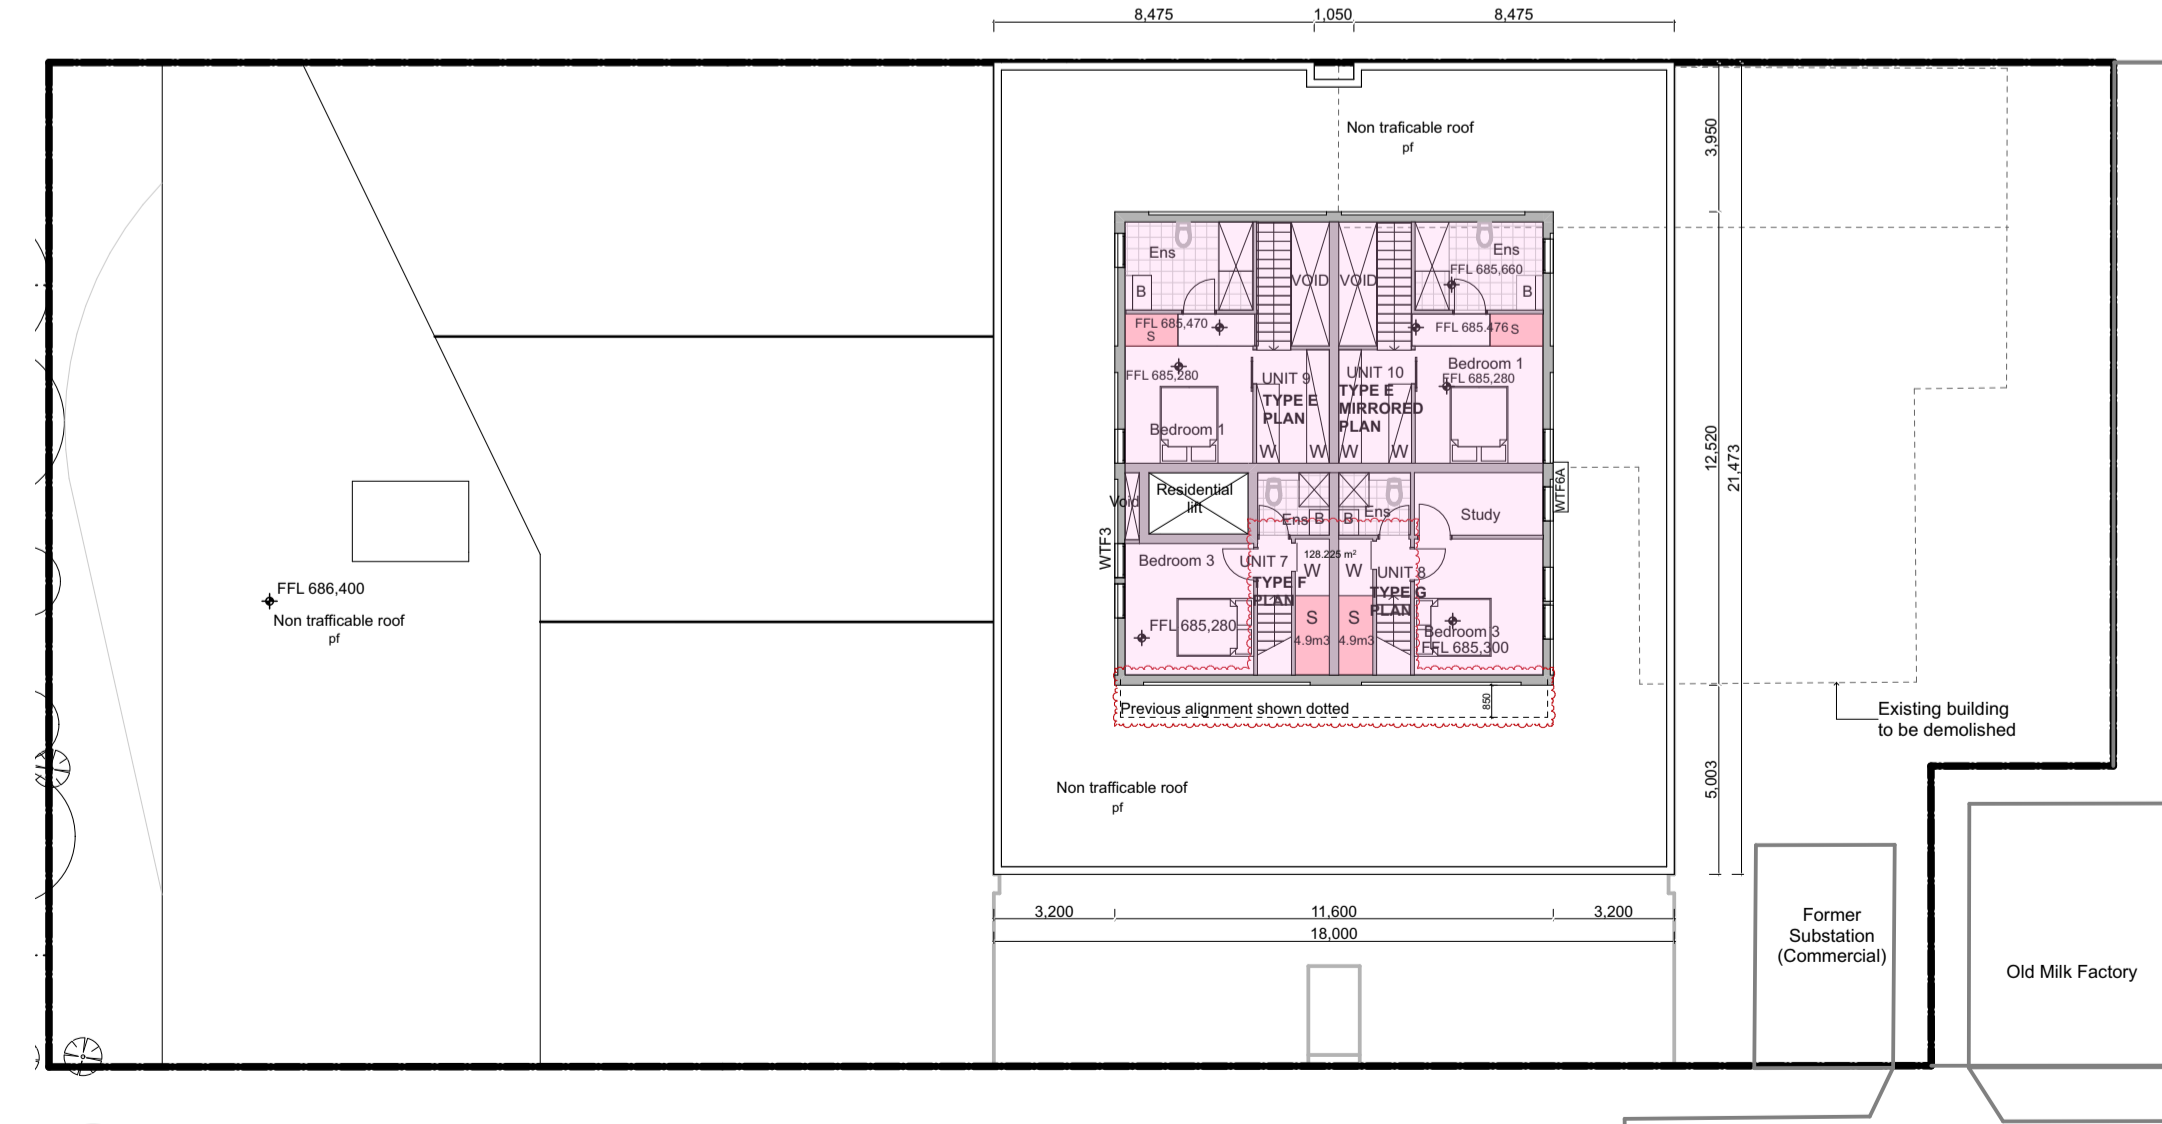 8,475
1,050
8,475
Non traficable roof
pf
3,950
12,520
21,473
5,003
Ens
B
VOID
VOID
Ens
FFL 685,660
B
FFL 685,470
S
FFL 685.476
S
FFL 685,280
Bedroom 1
UNIT 9
TYPE E
PLAN
W
W
UNIT 10
TYPE E
MIRRORED
PLAN
W
W
Bedroom 1
FFL 685,280
Void
Residential
lift
Ens
B
B
Ens
Study
WTF6A
WTF3
Bedroom 3
UNIT 7
TYPE F
PLAN
128.225 m²
W
W
UNIT 8
TYPE G
PLAN
FFL 685,280
S
4.9m3
S
4.9m3
Bedroom 3
FFL 685,300
Previous alignment shown dotted
850
FFL 686,400
Non trafficable roof
pf
Existing building
to be demolished
Non trafficable roof
pf
3,200
11,600
3,200
18,000
Former
Substation
(Commercial)
Old Milk Factory